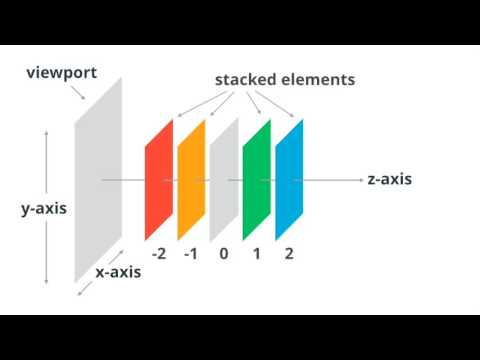 viewport
stacked elements
z-axis
y-axis
x-axis
-2 -1 0 1 2